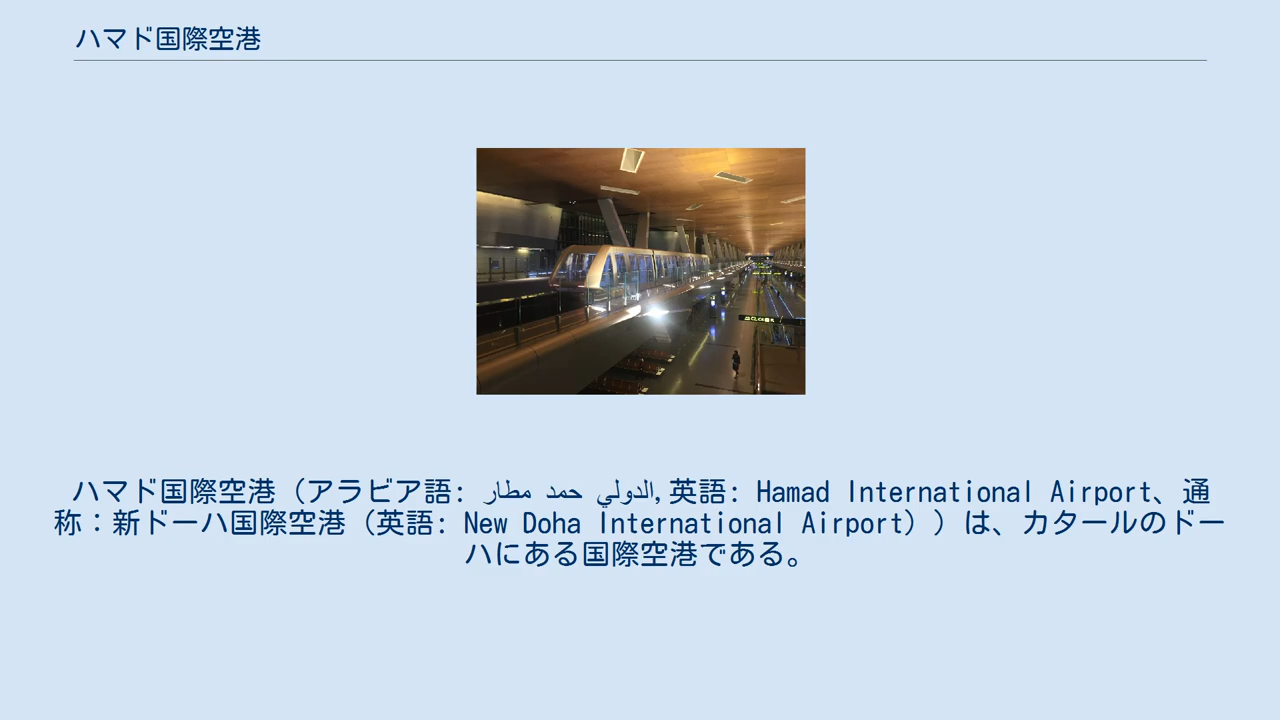 ハマド国際空港
ハマド国際空港（アラビア語: مطار حمد الدولي, 英語: Hamad International Airport、通
称：新ドーハ国際空港（英語: New Doha International Airport））は、カタールのドー
ハにある国際空港である。